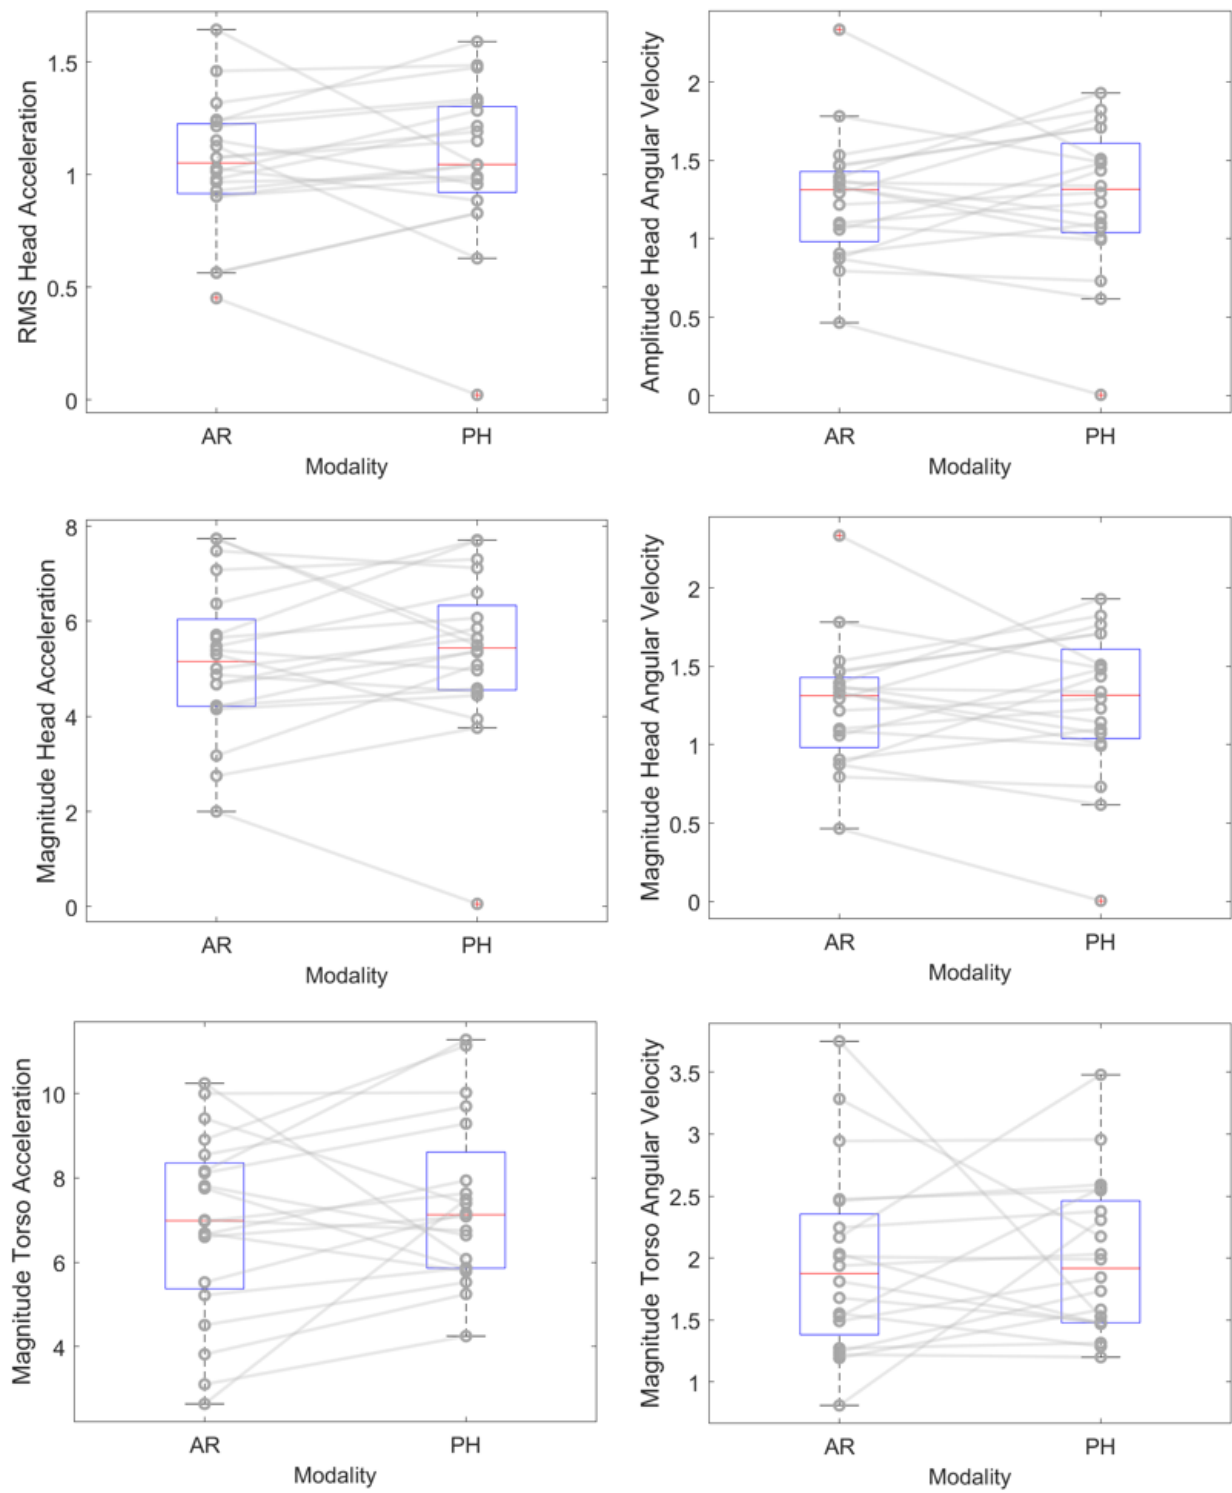 RMS Head Acceleration
1.5
1
0.5
0
AR
PH
Modality
Amplitude Head Angular Velocity
2
1.5
1
0.5
0
AR
PH
Modality
Magnitude Head Acceleration
8
6
4
2
0
AR
PH
Modality
Magnitude Head Angular Velocity
2
1.5
1
0.5
0
AR
PH
Modality
Magnitude Torso Acceleration
10
8
6
4
AR
PH
Modality
Magnitude Torso Angular Velocity
3.5
3
2.5
2
1.5
1
AR
PH
Modality